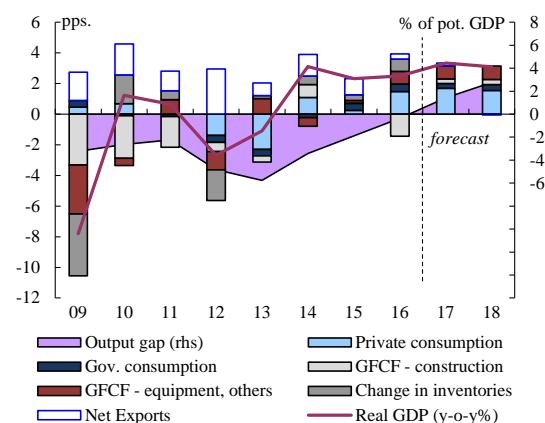 pps.
% of pot. GDP
6
4
2
0
-2
-4
-6
-8
-10
-12
8
6
4
2
0
-2
-4
-6
forecast
09 10 11 12 13 14 15 16 17 18
Output gap (rhs) Private consumption
Gov. consumption GFCF - construction
GFCF - equipment, others Change in inventories
Net Exports Real GDP (y-o-y%)